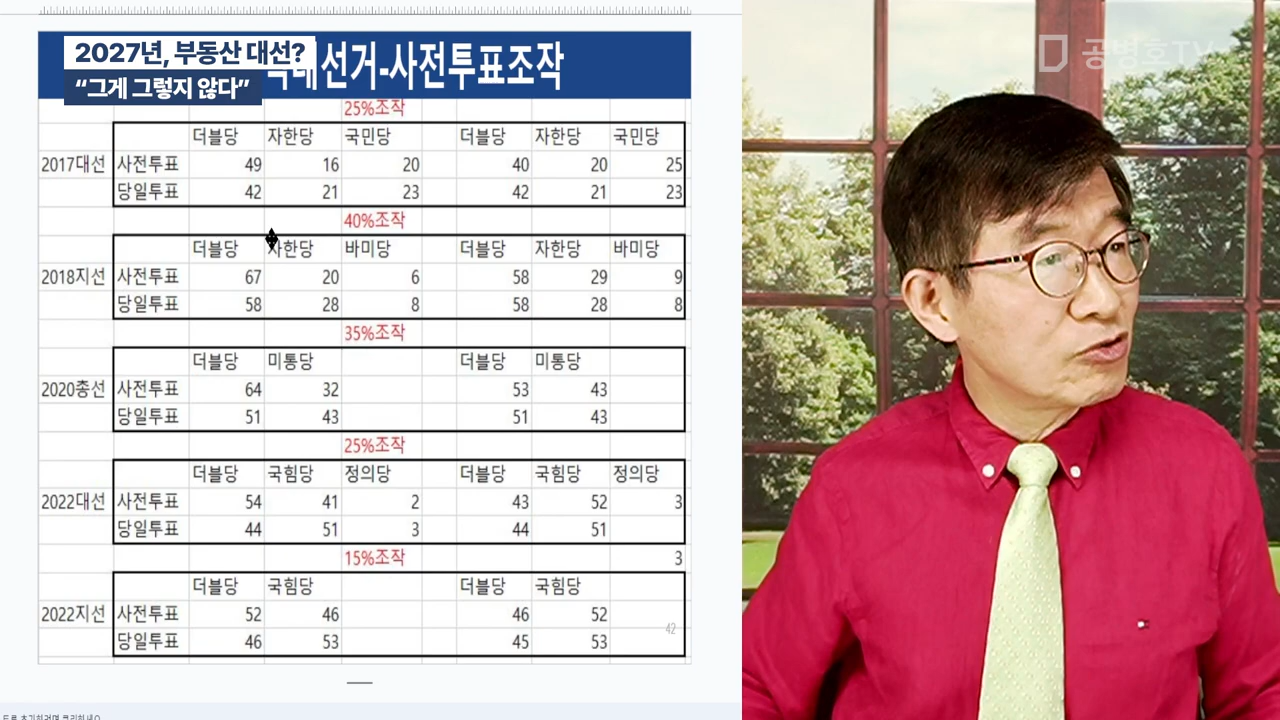 2027년, 부동산 대선?
“그게 그렇지 않다”
역대선거-사전투표조작
공병호TV
25%조작
더블당 자한당 국민당 더블당 자한당 국민당
2017대선 사전투표 49 16 20 40 20 25
당일투표 42 21 23 42 21 23
40%조작
더블당 자한당 바미당 더블당 자한당 바미당
2018지선 사전투표 67 20 6 58 29 9
당일투표 58 28 8 58 28 8
35%조작
더블당 미통당 더블당 미통당
2020총선 사전투표 64 32 53 43
당일투표 51 43 51 43
25%조작
더블당 국힘당 정의당 더블당 국힘당 정의당
2022대선 사전투표 54 41 2 43 52 3
당일투표 44 51 3 44 51
15%조작 3
더블당 국힘당 더블당 국힘당
2022지선 사전투표 52 46 46 52
당일투표 46 53 45 53
42